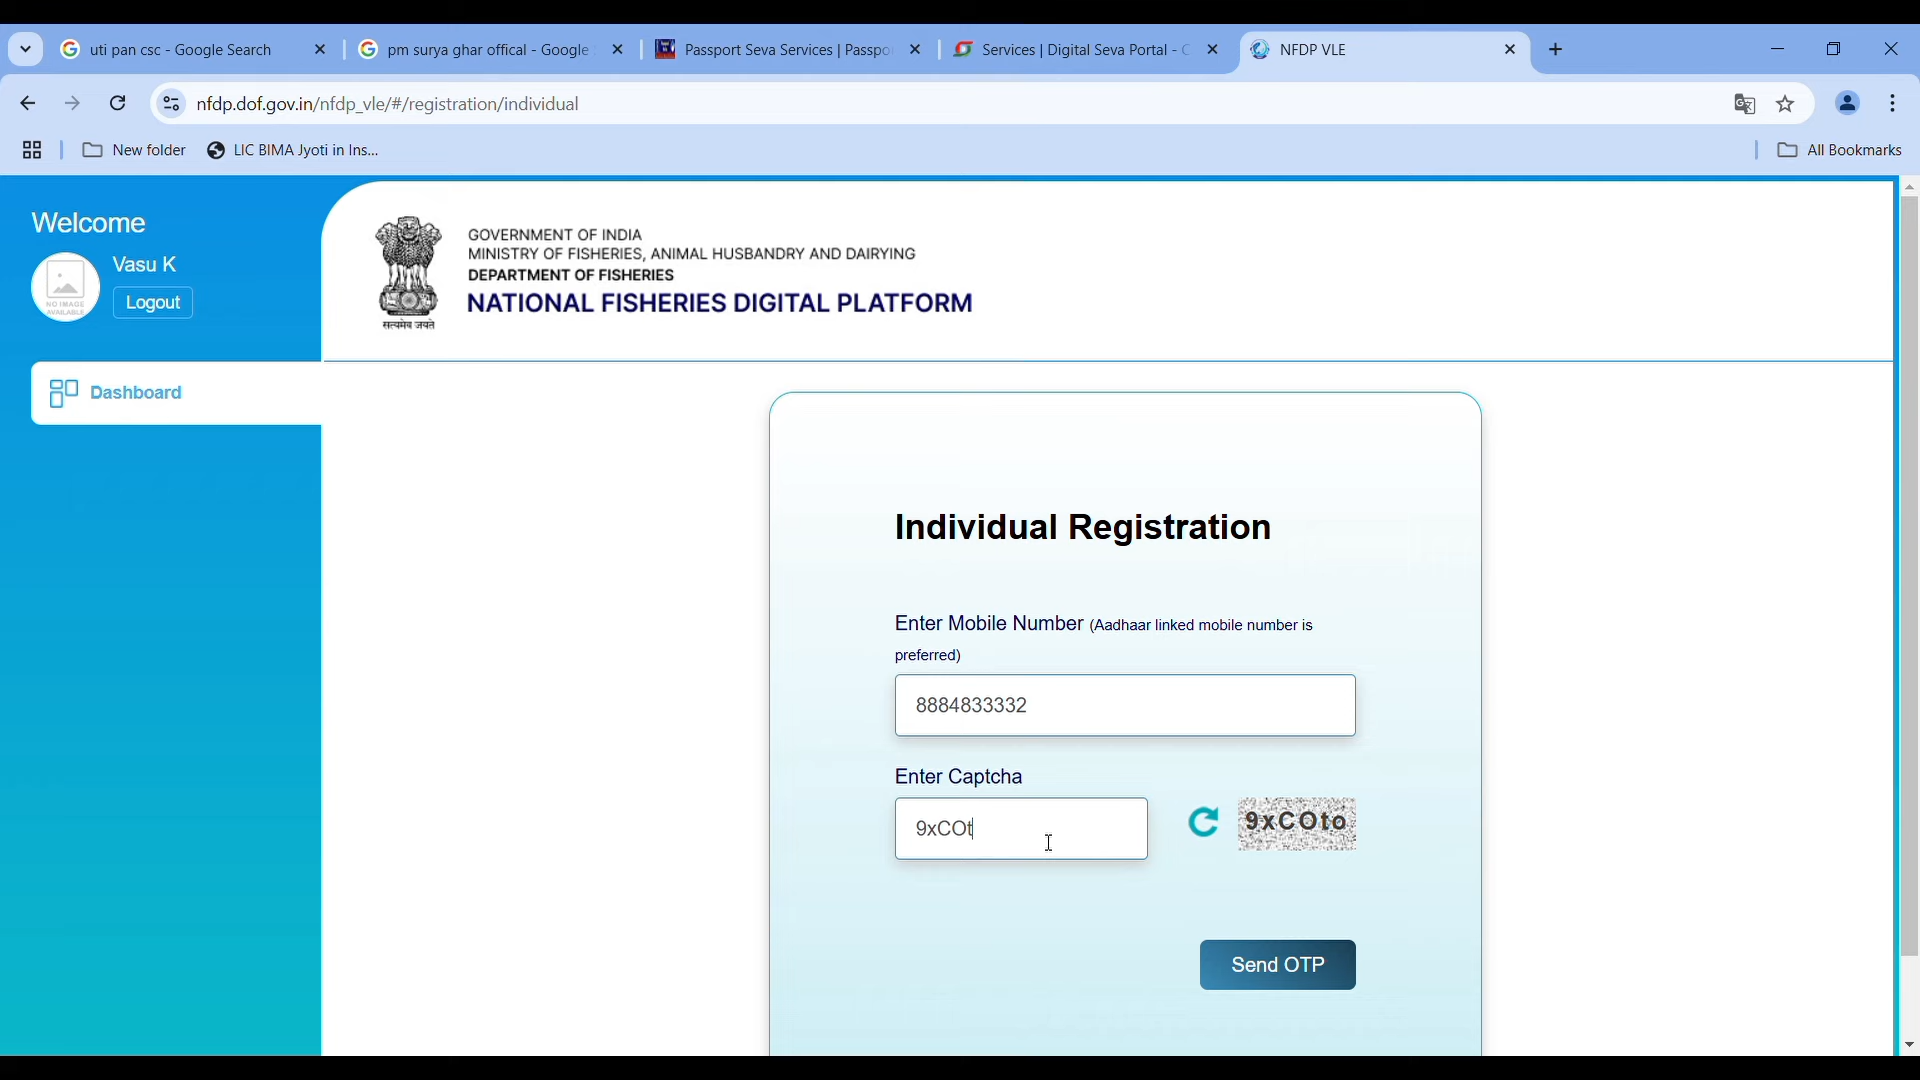 uti pan csc - Google Search
pm surya ghar offical - Google
Passport Seva Services | Passpo
Services | Digital Seva Portal - C
NFDP VLE
nfdp.dof.gov.in/nfdp_vle/#/registration/individual
New folder
LIC BIMA Jyoti in Ins...
All Bookmarks
Welcome
Vasu K
NO IMAGE
AVAILABLE
Logout
Dashboard
सत्यमेव जयते
GOVERNMENT OF INDIA
MINISTRY OF FISHERIES, ANIMAL HUSBANDRY AND DAIRYING
DEPARTMENT OF FISHERIES
NATIONAL FISHERIES DIGITAL PLATFORM
Individual Registration
Enter Mobile Number (Aadhaar linked mobile number is
preferred)
8884833332
Enter Captcha
9xCOt
9xCOto
Send OTP